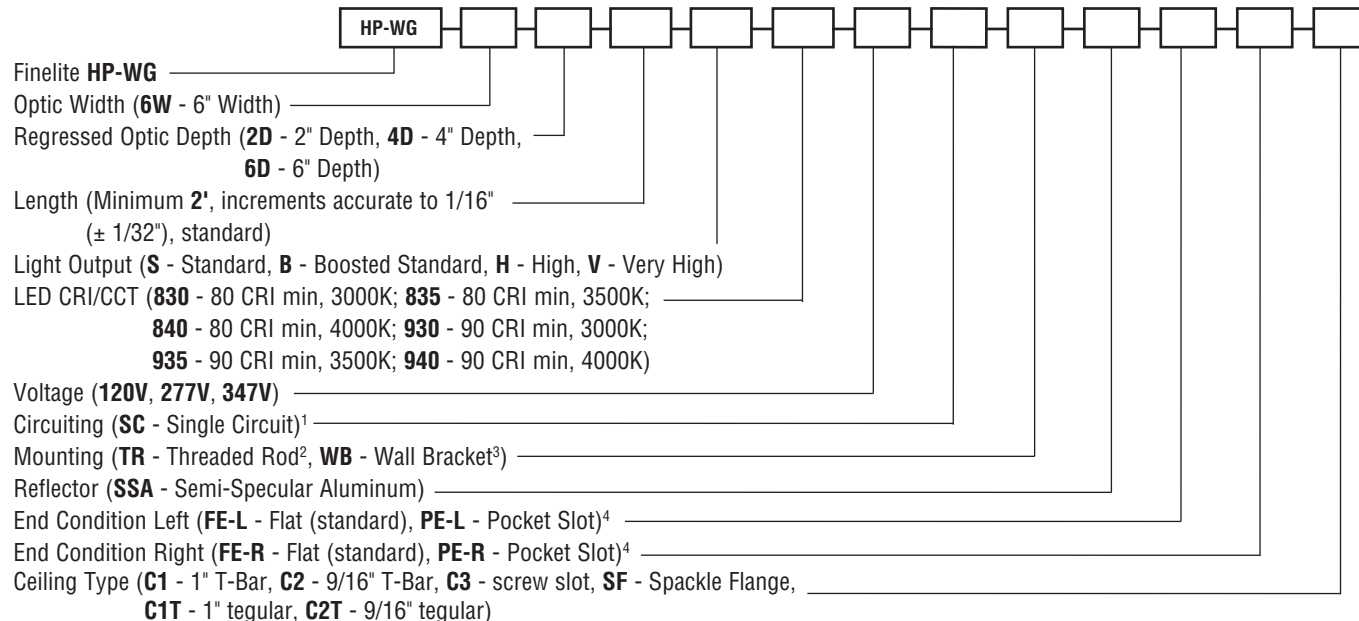 HP-WG
Finelite HP-WG
Optic Width (6W - 6" Width)
Regressed Optic Depth (2D - 2" Depth, 4D - 4" Depth,
6D - 6" Depth)
Length (Minimum 2', increments accurate to 1/16"
(± 1/32"), standard)
Light Output (S - Standard, B - Boosted Standard, H - High, V - Very High)
LED CRI/CCT (830 - 80 CRI min, 3000K; 835 - 80 CRI min, 3500K;
840 - 80 CRI min, 4000K; 930 - 90 CRI min, 3000K;
935 - 90 CRI min, 3500K; 940 - 90 CRI min, 4000K)
Voltage (120V, 277V, 347V)
Circuiting (SC - Single Circuit)¹
Mounting (TR - Threaded Rod², WB - Wall Bracket³)
Reflector (SSA - Semi-Specular Aluminum)
End Condition Left (FE-L - Flat (standard), PE-L - Pocket Slot)⁴
End Condition Right (FE-R - Flat (standard), PE-R - Pocket Slot)⁴
Ceiling Type (C1 - 1" T-Bar, C2 - 9/16" T-Bar, C3 - screw slot, SF - Spackle Flange,
C1T - 1" tegular, C2T - 9/16" tegular)